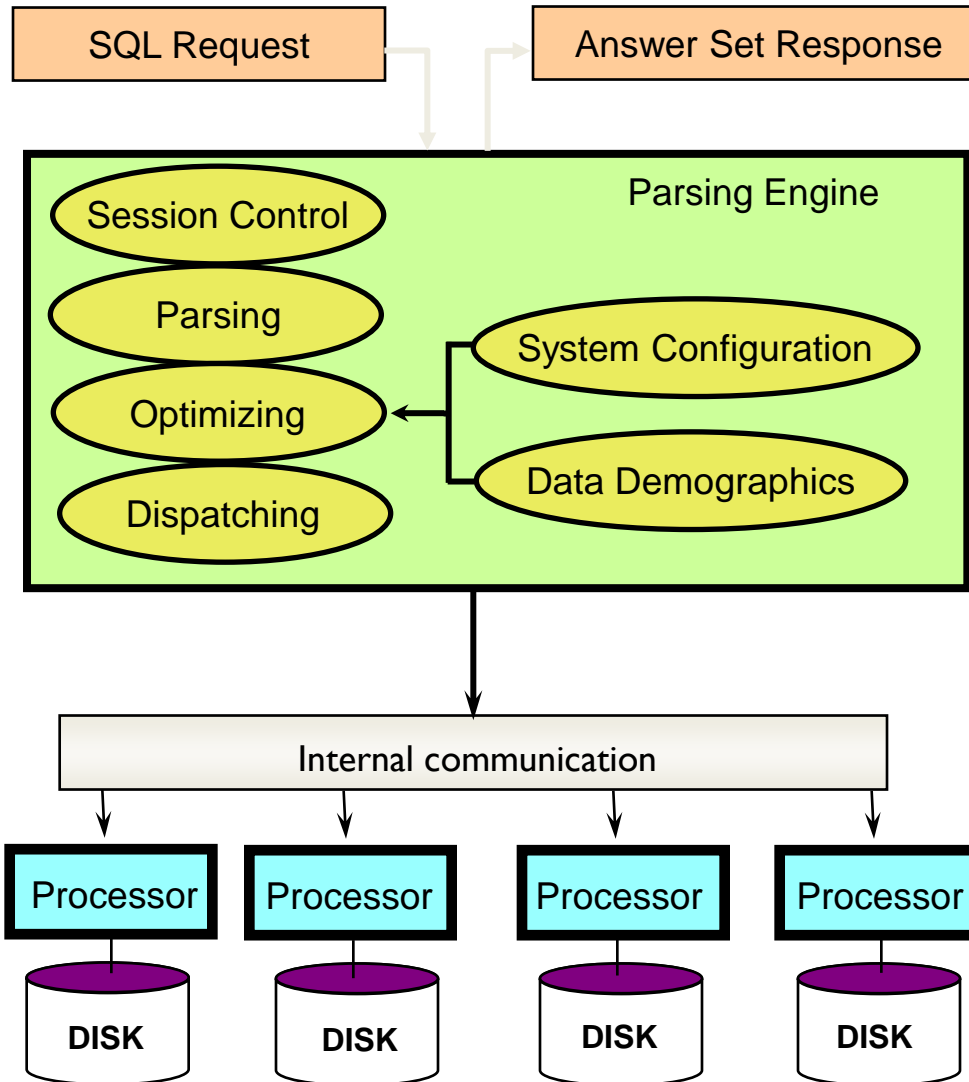 SQL Request
Answer Set Response
Parsing Engine
Session Control
Parsing
System Configuration
Optimizing
Data Demographics
Dispatching
Internal communication
Processor
Processor
Processor
Processor
DISK
DISK
DISK
DISK